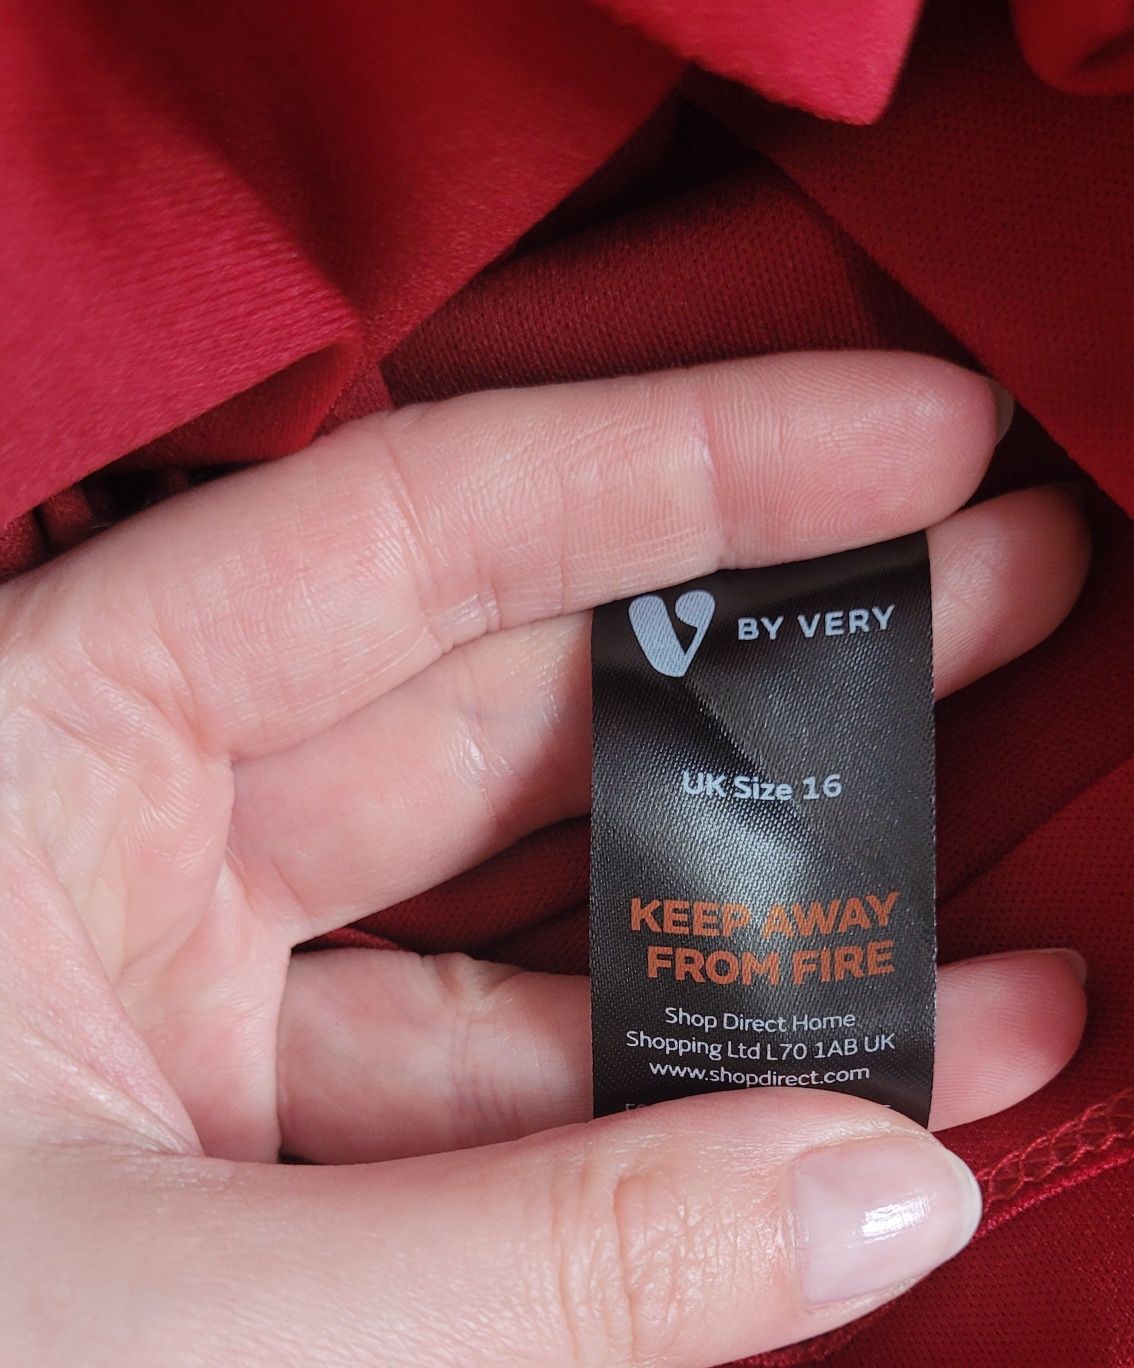 V BY VERY
UK Size 16
KEEP AWAY
FROM FIRE
Shop Direct Home
Shopping Ltd L70 1AB UK
www.shopdirect.com